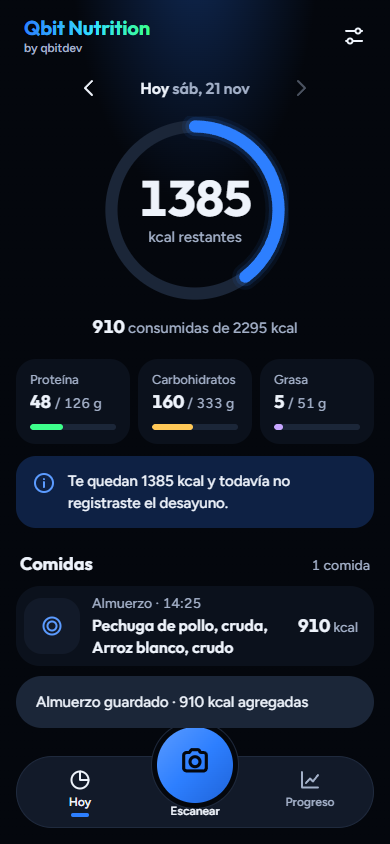 Qbit Nutrition
by qbitdev
Hoy sáb, 21 nov
1385
kcal restantes
910 consumidas de 2295 kcal
Proteína
48 / 126 g
Carbohidratos
160 / 333 g
Grasa
5 / 51 g
Te quedan 1385 kcal y todavía no
registraste el desayuno.
Comidas
1 comida
Almuerzo · 14:25
Pechuga de pollo, cruda,
Arroz blanco, crudo
910 kcal
Almuerzo guardado · 910 kcal agregadas
Hoy
Escanear
Progreso